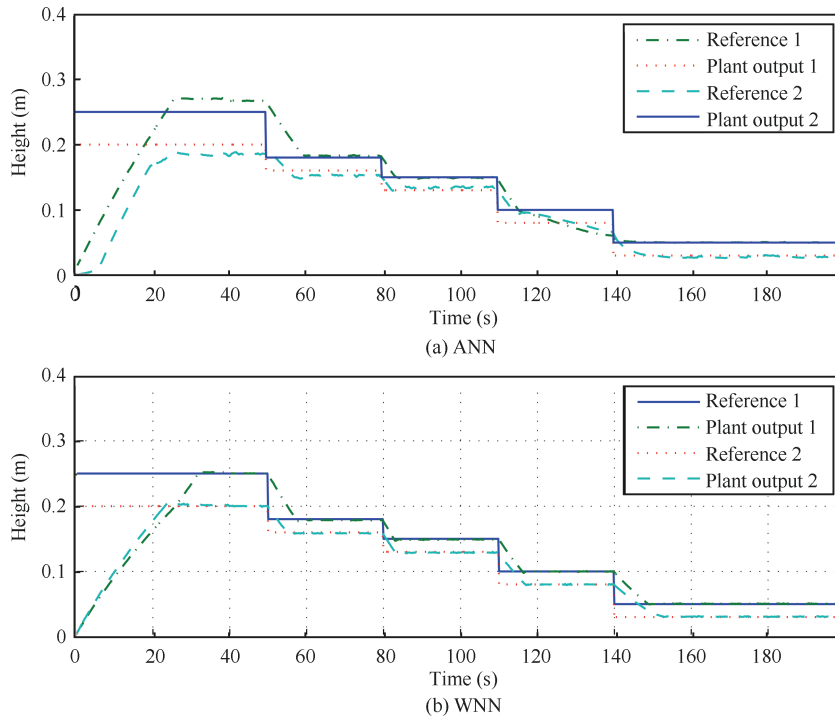 0.4
0.3
0.2
0.1
0
Height (m)
Reference 1
Plant output 1
Reference 2
Plant output 2
0 20 40 60 80 100 120 140 160 180
Time (s)
(a) ANN
0.4
0.3
0.2
0.1
0
Height (m)
Reference 1
Plant output 1
Reference 2
Plant output 2
0 20 40 60 80 100 120 140 160 180
Time (s)
(b) WNN